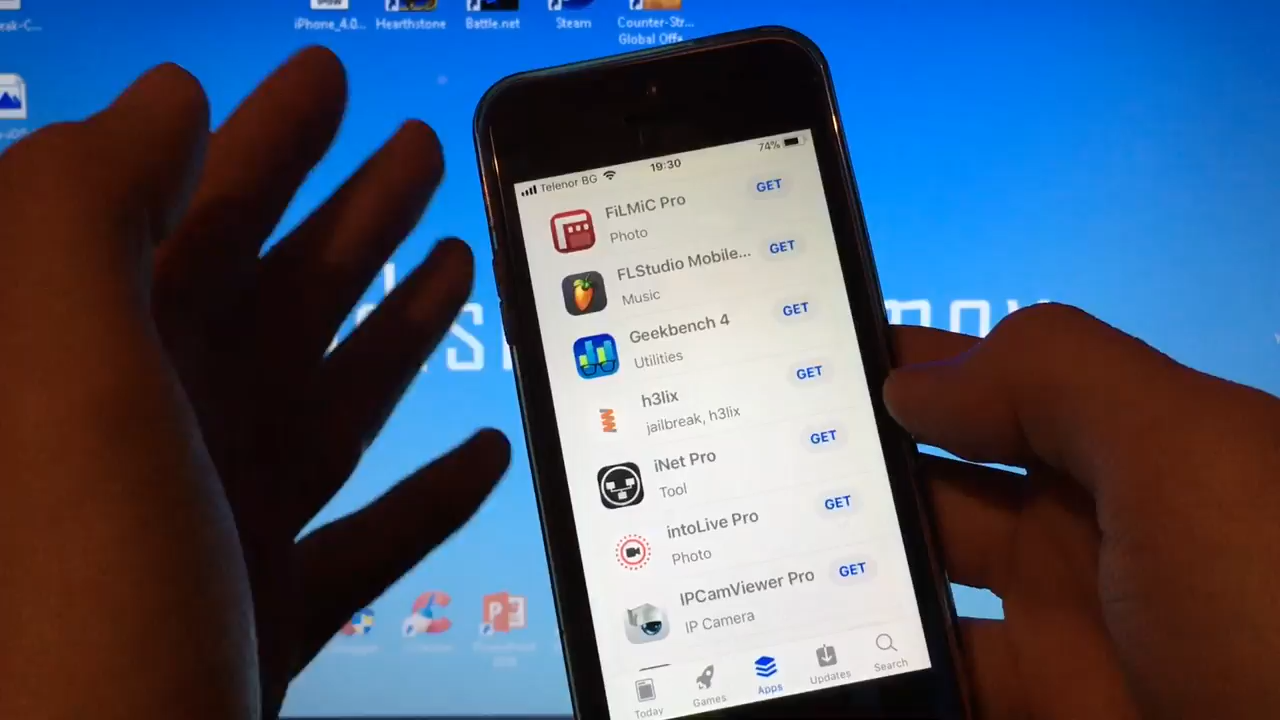 iPhone_4.0...
Hearthstone
Battle.net
Steam
Counter-Str...
Global Offe...
Telenor BG
19:30
74%
FiLMiC Pro
Photo
GET
FLStudio Mobile...
Music
GET
Geekbench 4
Utilities
GET
h3lix
jailbreak, h3lix
GET
iNet Pro
Tool
GET
intoLive Pro
Photo
GET
IPCamViewer Pro
IP Camera
GET
Today
Games
Apps
Updates
Search